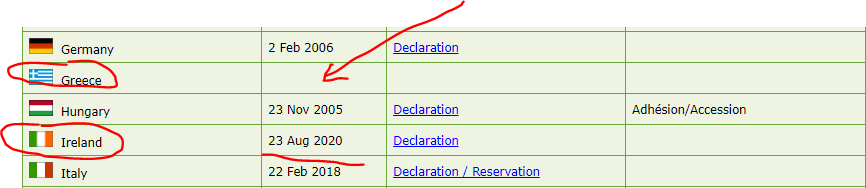 Germany 2 Feb 2006 Declaration
Greece
Hungary 23 Nov 2005 Declaration Adhésion/Accession
Ireland 23 Aug 2020 Declaration
Italy 22 Feb 2018 Declaration / Reservation